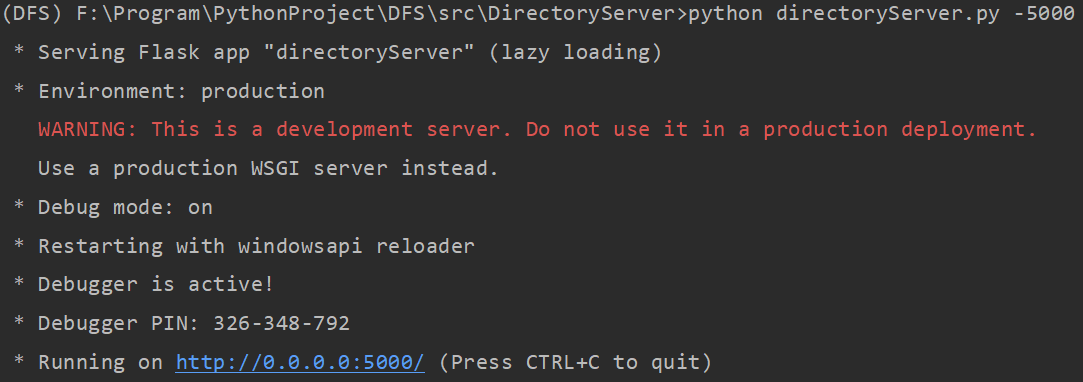 (DFS) F:\Program\PythonProject\DFS\src\DirectoryServer>python directoryServer.py -5000
* Serving Flask app "directoryServer" (lazy loading)
* Environment: production
WARNING: This is a development server. Do not use it in a production deployment.
Use a production WSGI server instead.
* Debug mode: on
* Restarting with windowsapi reloader
* Debugger is active!
* Debugger PIN: 326-348-792
* Running on http://0.0.0.0:5000/ (Press CTRL+C to quit)